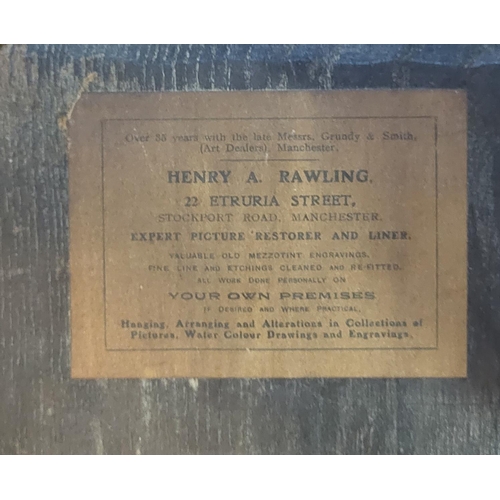 Over 35 years with the late Messrs. Grundy & Smith,
(Art Dealers), Manchester.
HENRY A. RAWLING,
22 ETRURIA STREET,
STOCKPORT ROAD, MANCHESTER.
EXPERT PICTURE RESTORER AND LINER.
VALUABLE OLD MEZZOTINT ENGRAVINGS.
FINE LINE AND ETCHINGS CLEANED AND RE-FITTED.
ALL WORK DONE PERSONALLY ON
YOUR OWN PREMISES
IF DESIRED AND WHERE PRACTICAL.
Hanging, Arranging and Alterations in Collections of
Pictures, Water Colour Drawings and Engravings.